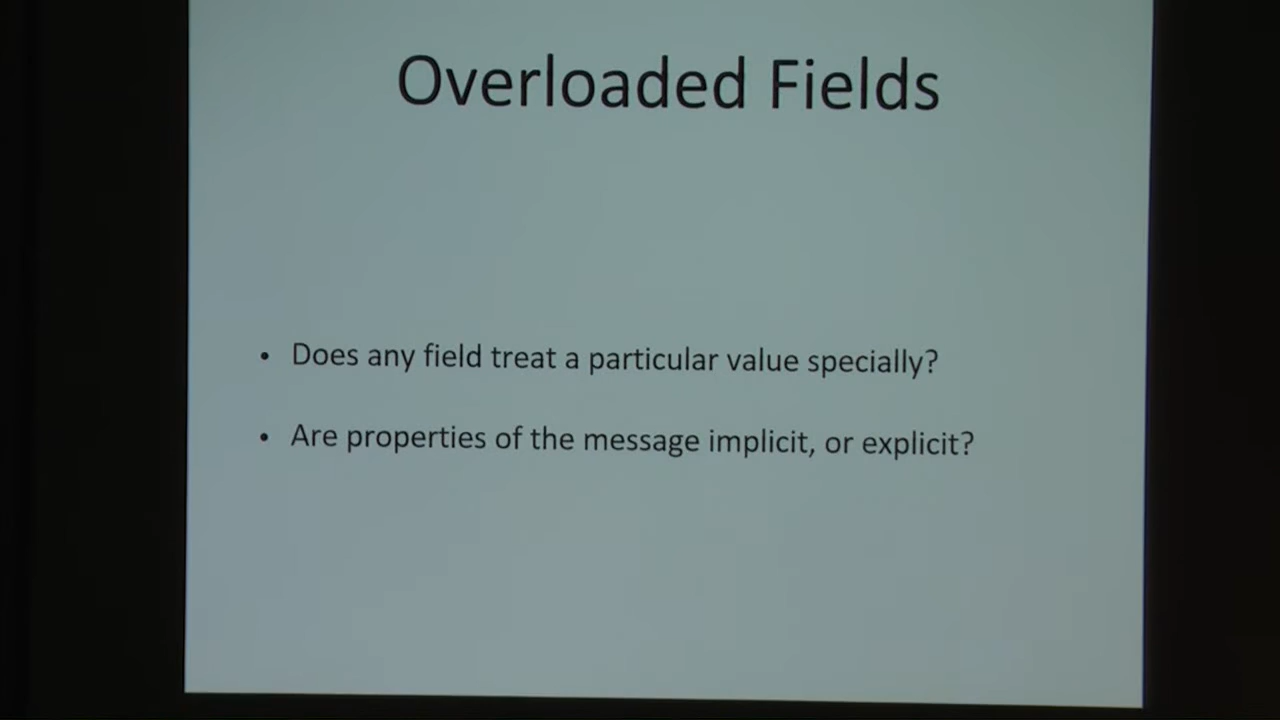 Overloaded Fields
• Does any field treat a particular value specially?
• Are properties of the message implicit, or explicit?